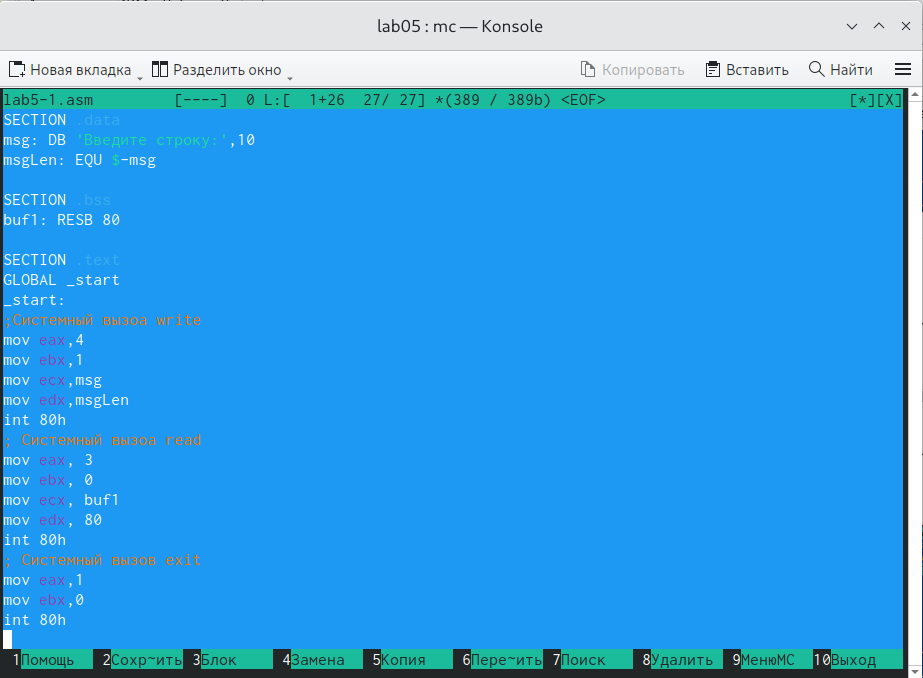 lab05 : mc — Konsole
Новая вкладка Разделить окно Копировать Вставить Найти
lab5-1.asm [----] 0 L:[ 1+26 27/ 27] *(389 / 389b) <EOF> [*][X]
SECTION .data
msg: DB 'Введите строку:',10
msgLen: EQU $-msg
SECTION .bss
buf1: RESB 80
SECTION .text
GLOBAL _start
_start:
;Системный вызоа write
mov eax,4
mov ebx,1
mov ecx,msg
mov edx,msgLen
int 80h
; Системный вызоа read
mov eax, 3
mov ebx, 0
mov ecx, buf1
mov edx, 80
int 80h
; Системный вызов exit
mov eax,1
mov ebx,0
int 80h
1Помощь 2Сохр~ить 3Блок 4Замена 5Копия 6Пере~ить 7Поиск 8Удалить 9МенюMC 10Выход